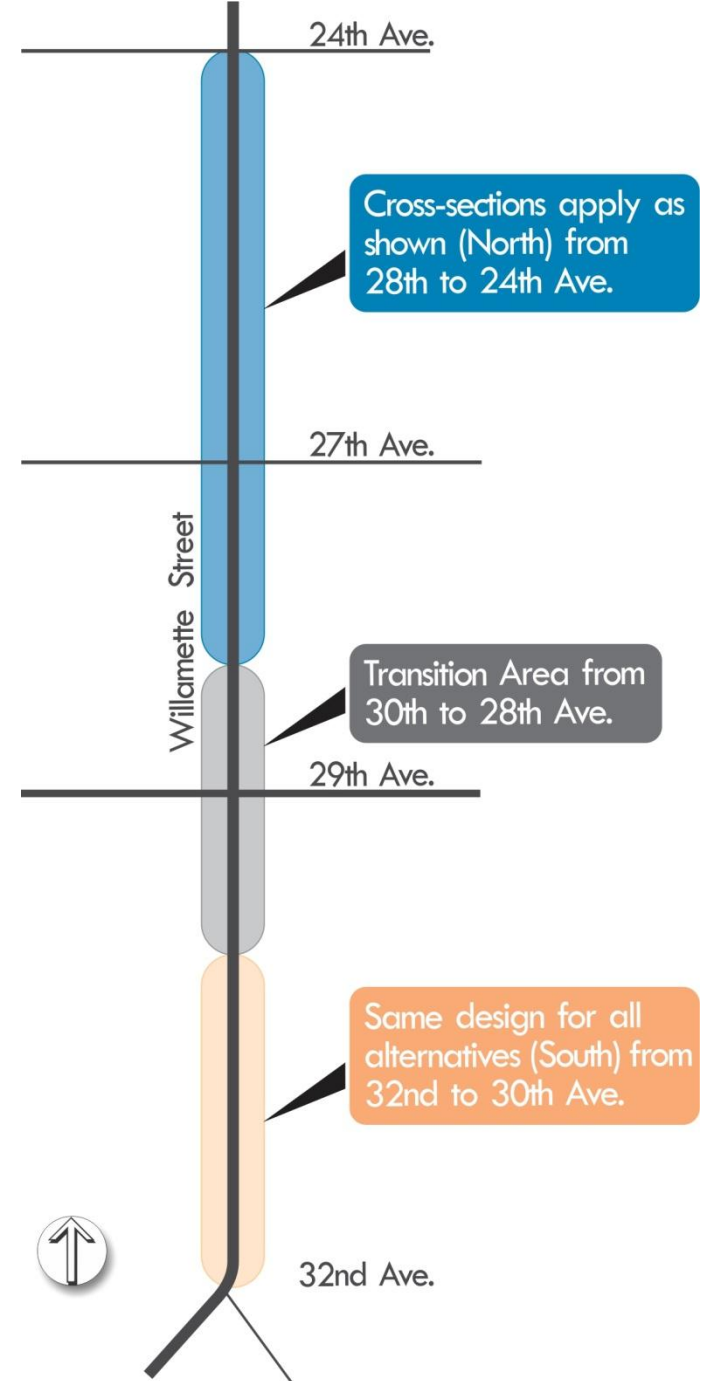 24th Ave.
Cross-sections apply as
shown (North) from
28th to 24th Ave.
27th Ave.
Willamette Street
Transition Area from
30th to 28th Ave.
29th Ave.
Same design for all
alternatives (South) from
32nd to 30th Ave.
32nd Ave.